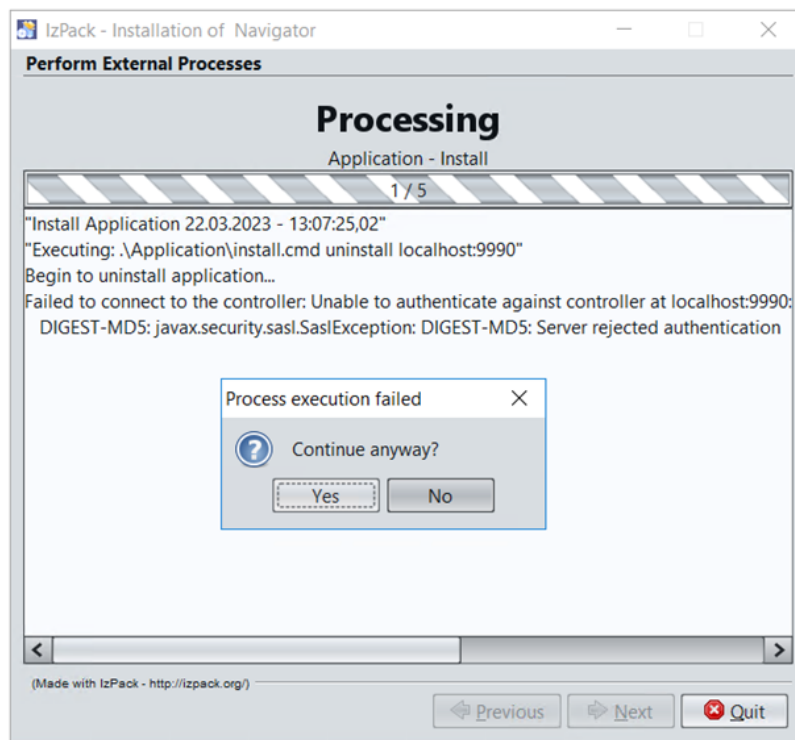 IzPack - Installation of  Navigator
Perform External Processes
Processing
Application - Install
1 / 5
"Install Application 22.03.2023 - 13:07:25,02"
"Executing: .\Application\install.cmd uninstall localhost:9990"
Begin to uninstall application...
Failed to connect to the controller: Unable to authenticate against controller at localhost:9990:
DIGEST-MD5: javax.security.sasl.SaslException: DIGEST-MD5: Server rejected authentication
Process execution failed
Continue anyway?
Yes No
(Made with IzPack - http://izpack.org/)
Previous Next Quit